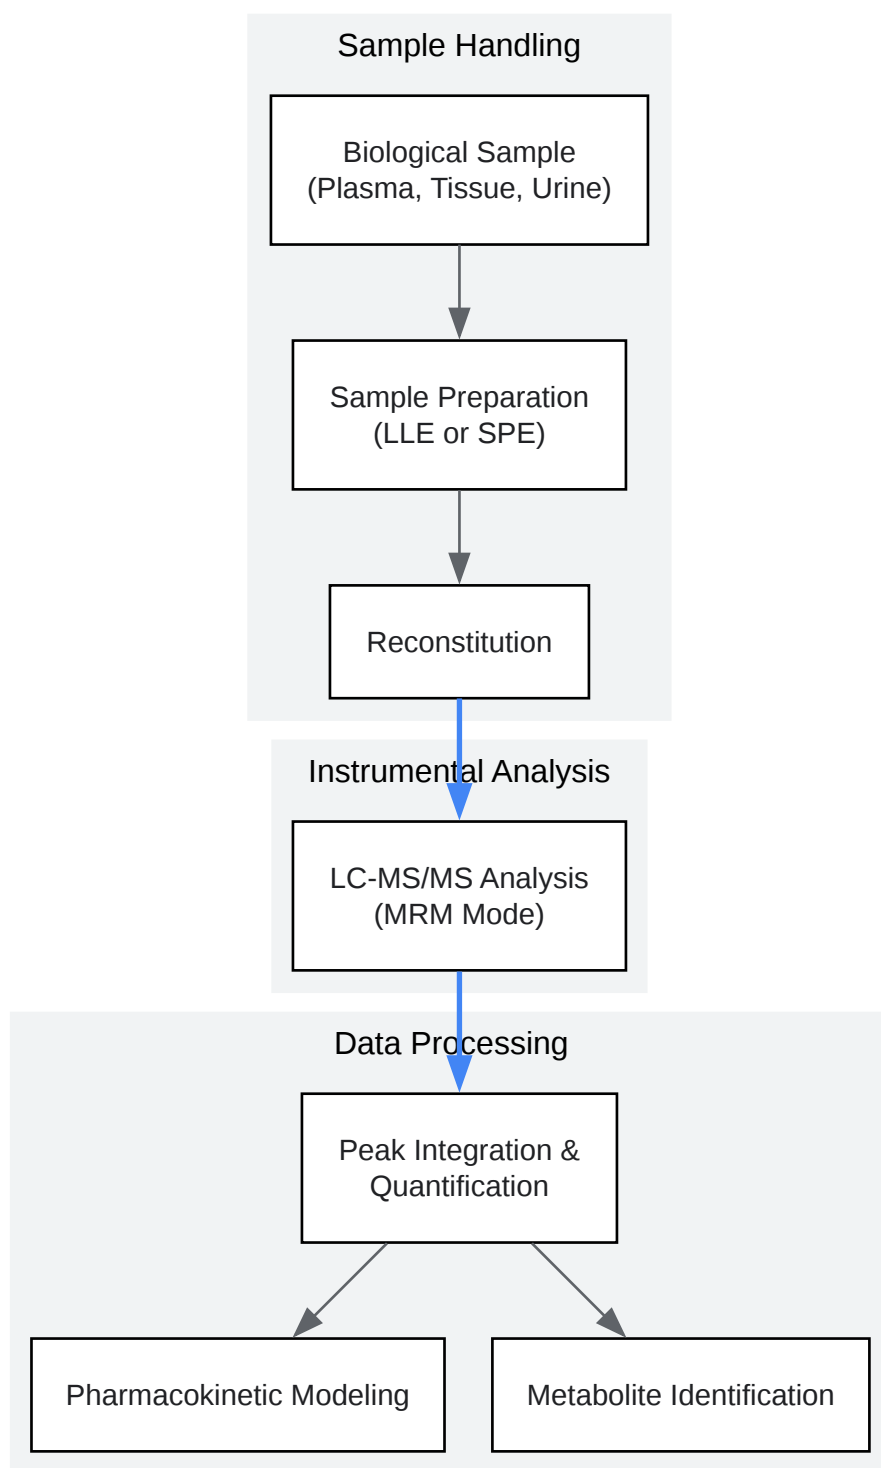 Sample Handling
Biological Sample
(Plasma, Tissue, Urine)
Sample Preparation
(LLE or SPE)
Reconstitution
Instrumental Analysis
LC-MS/MS Analysis
(MRM Mode)
Data Processing
Peak Integration &
Quantification
Pharmacokinetic Modeling
Metabolite Identification